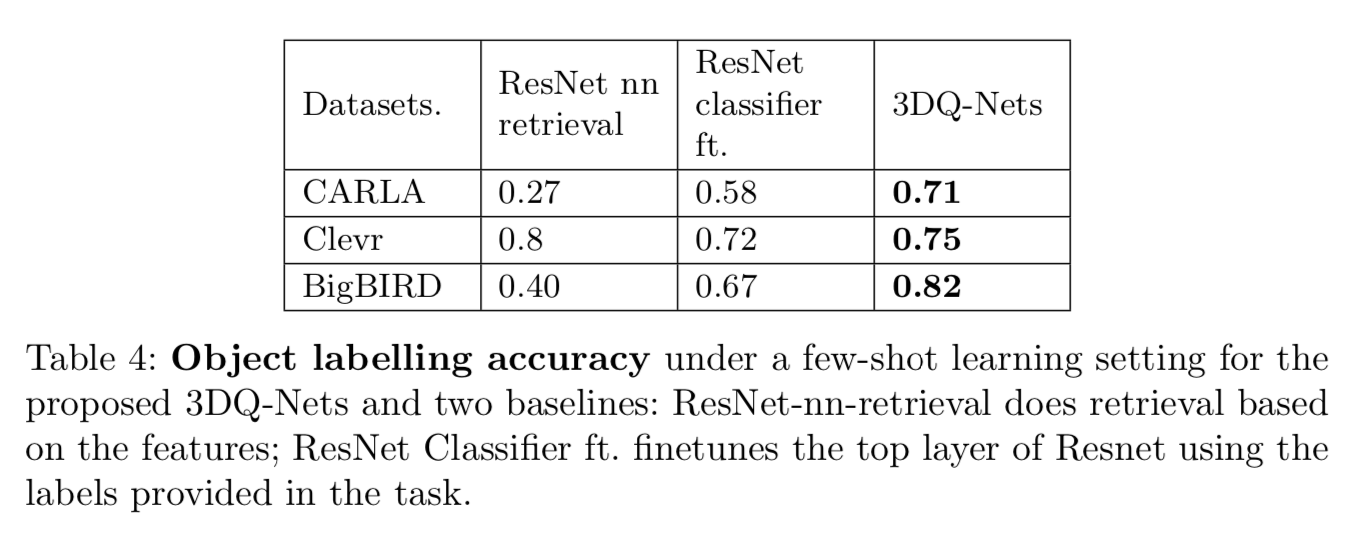 Datasets. ResNet nn retrieval ResNet classifier ft. 3DQ-Nets
CARLA 0.27 0.58 0.71
Clevr 0.8 0.72 0.75
BigBIRD 0.40 0.67 0.82
Table 4: Object labelling accuracy under a few-shot learning setting for the
proposed 3DQ-Nets and two baselines: ResNet-nn-retrieval does retrieval based
on the features; ResNet Classifier ft. finetunes the top layer of Resnet using the
labels provided in the task.